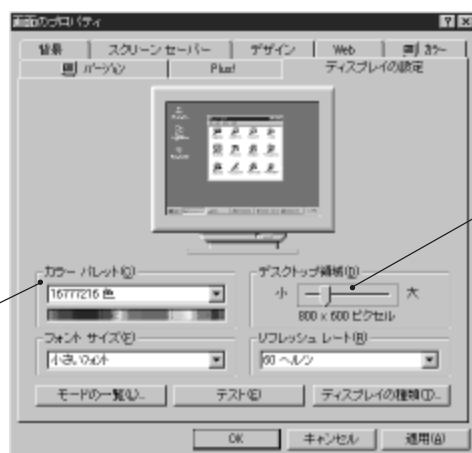 画面のプロパティ
背景 スクリーン セーバー デザイン Web カラー
バージョン Plus! ディスプレイの設定
カラー パレット(C)
16777216 色
デスクトップ領域(D)
小 大
800 x 600 ピクセル
フォント サイズ(F)
小さいフォント
リフレッシュ レート(R)
60 ヘルツ
モードの一覧(L)... テスト(E) ディスプレイの種類(T)...
OK キャンセル 適用(A)